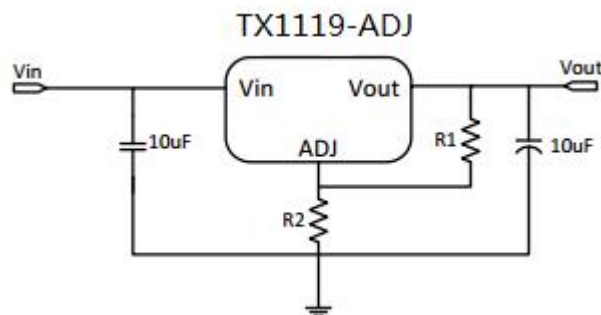 TX1119-ADJ
Vin
Vin
Vout
Vout
10uF
ADJ
R1
10uF
R2